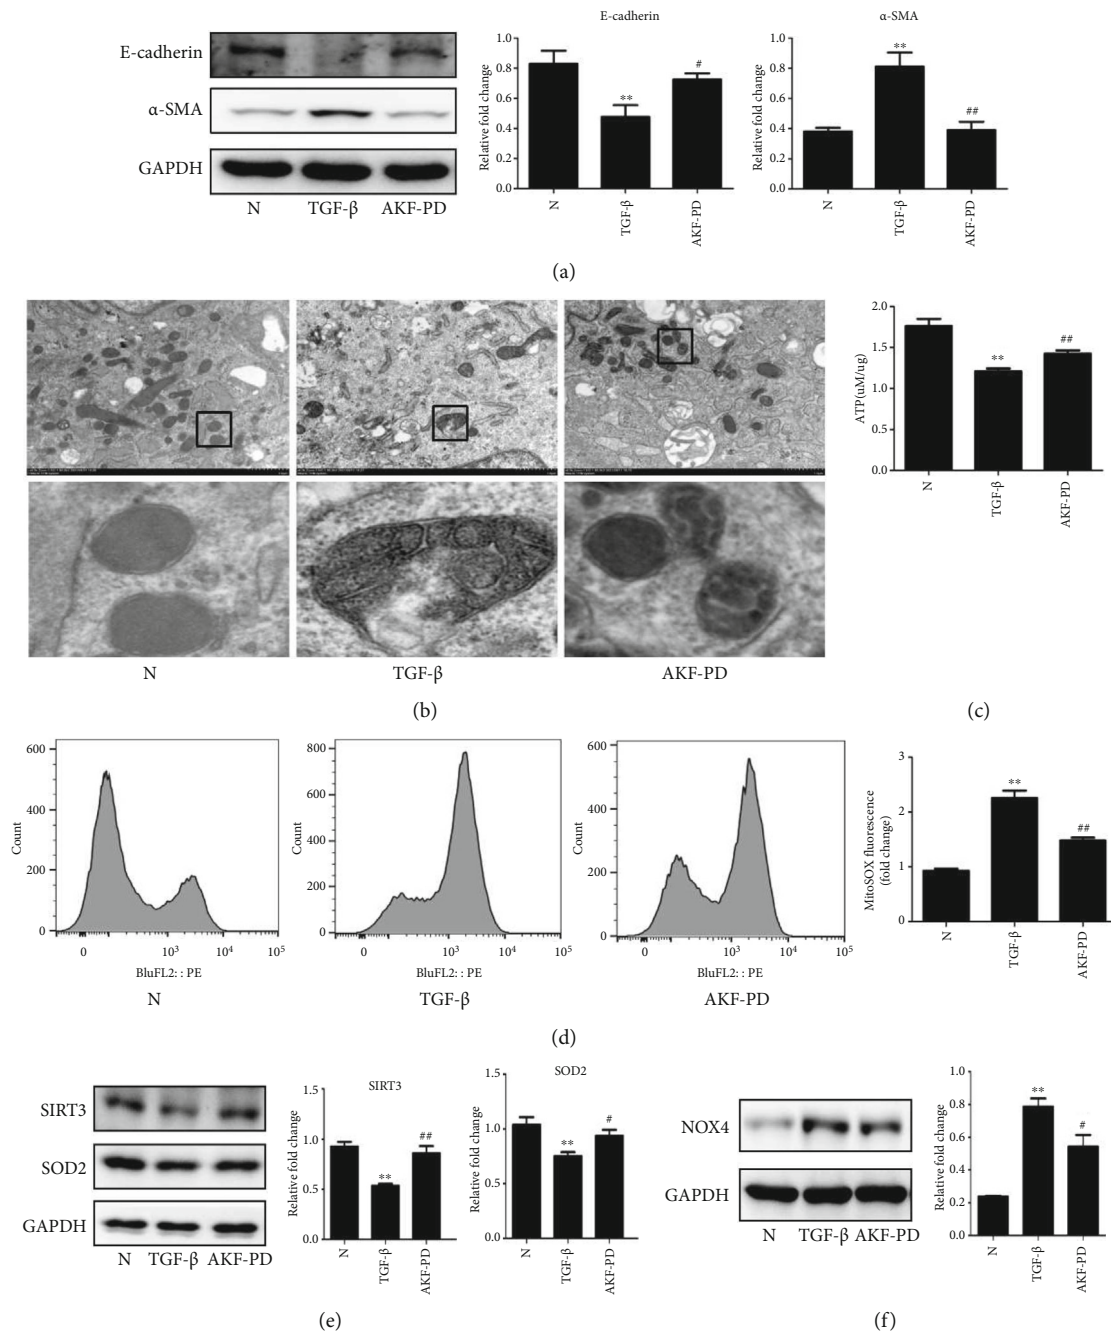 E-cadherin
α-SMA
GAPDH
N TGF-β AKF-PD
E-cadherin
Relative fold change
1.0
0.8
0.6
0.4
0.2
0.0
**
#
N TGF-β AKF-PD
α-SMA
Relative fold change
1.0
0.8
0.6
0.4
0.2
0.0
**
##
N TGF-β AKF-PD
(a)
N TGF-β AKF-PD
(b)
ATP(uM/ug)
2.0
1.5
1.0
0.5
0.0
**
##
N TGF-β AKF-PD
(c)
Count
600
400
200
0
0 10³ 10⁴ 10⁵
BluFL2: : PE
N
Count
800
600
400
200
0
0 10³ 10⁴ 10⁵
BluFL2: : PE
TGF-β
Count
600
400
200
0
0 10³ 10⁴ 10⁵
BluFL2: : PE
AKF-PD
MitoSOX fluorescence
(fold change)
3
2
1
0
**
##
N TGF-β AKF-PD
(d)
SIRT3
SOD2
GAPDH
N TGF-β AKF-PD
SIRT3
Relative fold change
1.5
1.0
0.5
0.0
**
##
N TGF-β AKF-PD
SOD2
Relative fold change
1.5
1.0
0.5
0.0
**
#
N TGF-β AKF-PD
(e)
NOX4
GAPDH
N TGF-β AKF-PD
Relative fold change
1.0
0.8
0.6
0.4
0.2
0.0
**
#
N TGF-β AKF-PD
(f)